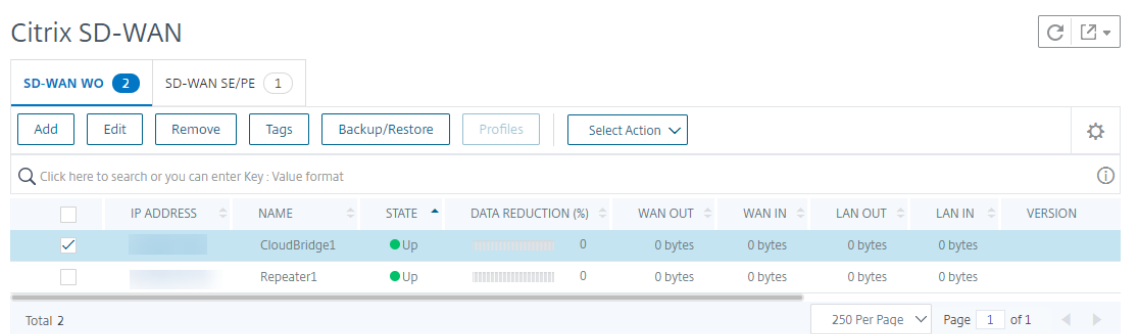 Citrix SD-WAN
SD-WAN WO 2 SD-WAN SE/PE 1
Add Edit Remove Tags Backup/Restore Profiles Select Action
Click here to search or you can enter Key : Value format
IP ADDRESS NAME STATE DATA REDUCTION (%) WAN OUT WAN IN LAN OUT LAN IN VERSION
CloudBridge1 Up 0 0 bytes 0 bytes 0 bytes 0 bytes
Repeater1 Up 0 0 bytes 0 bytes 0 bytes 0 bytes
Total 2 250 Per Page Page 1 of 1